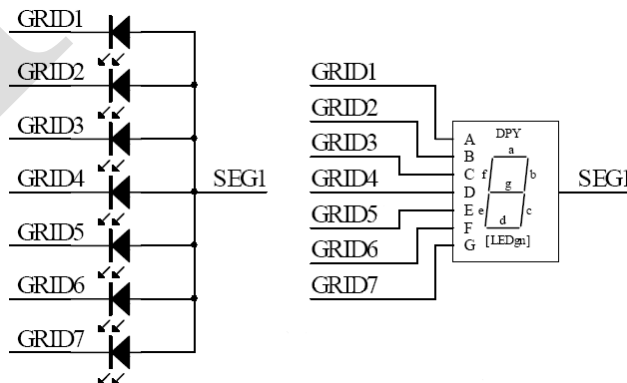 GRID1
GRID2
GRID3
GRID4
GRID5
GRID6
GRID7
SEG1
GRID1
GRID2
GRID3
GRID4
GRID5
GRID6
GRID7
A
B
C
D
E
F
G
DPY
a
f b
g
e c
d
[LEDgn]
SEG1